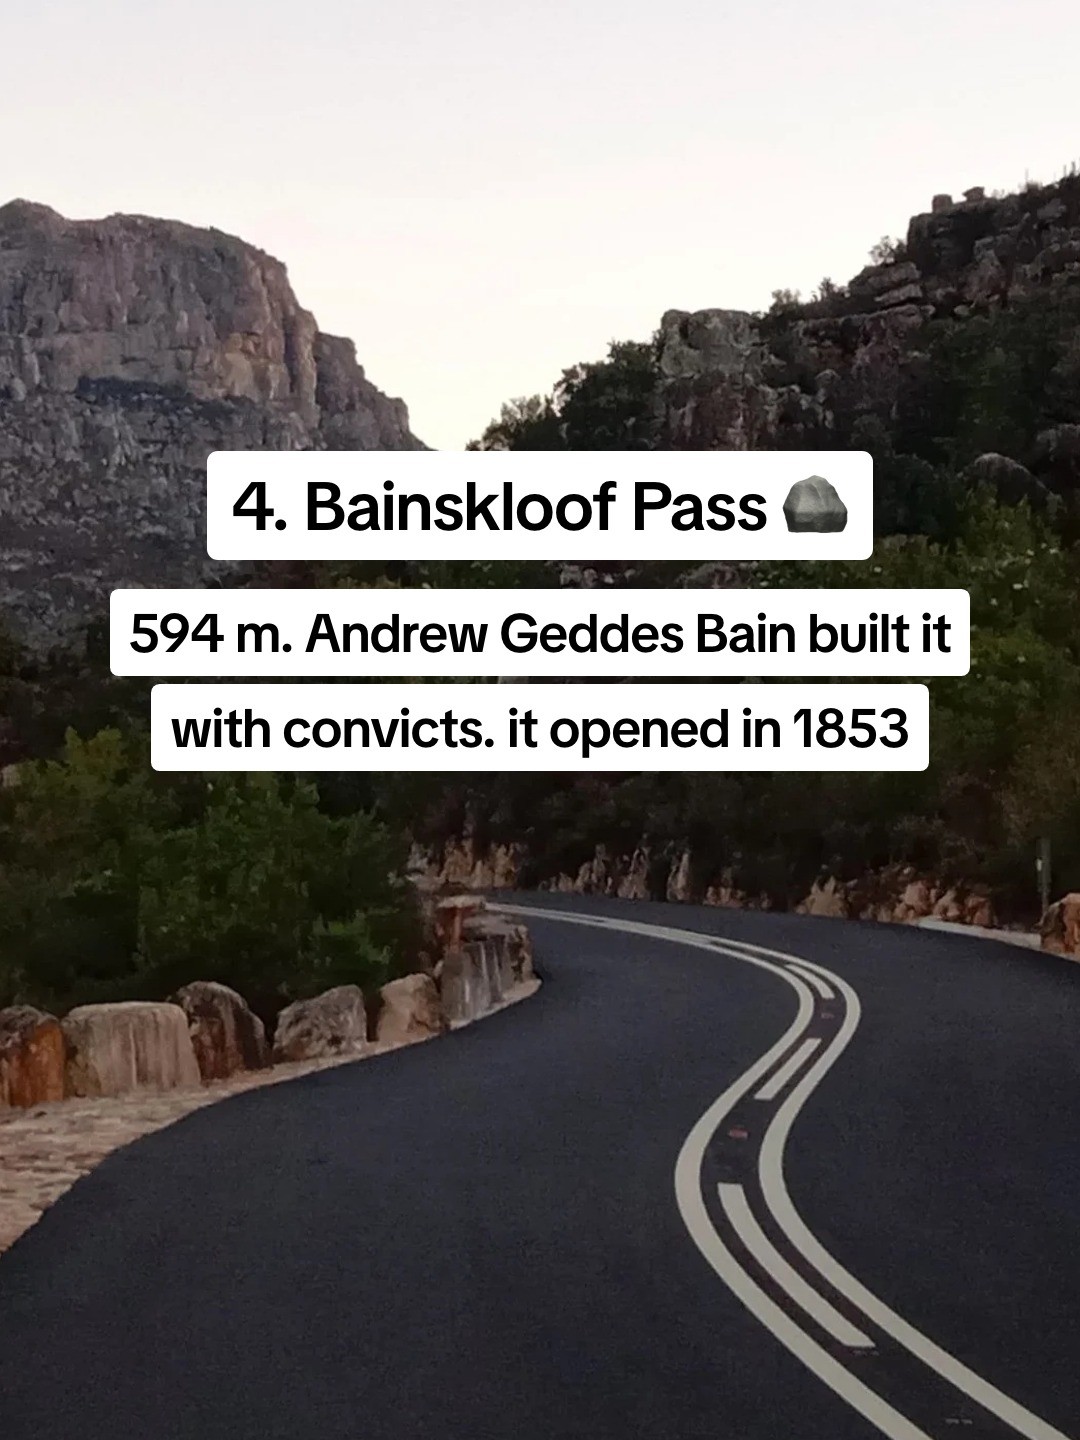 4. Bainskloof Pass 🪨
594 m. Andrew Geddes Bain built it
with convicts. it opened in 1853